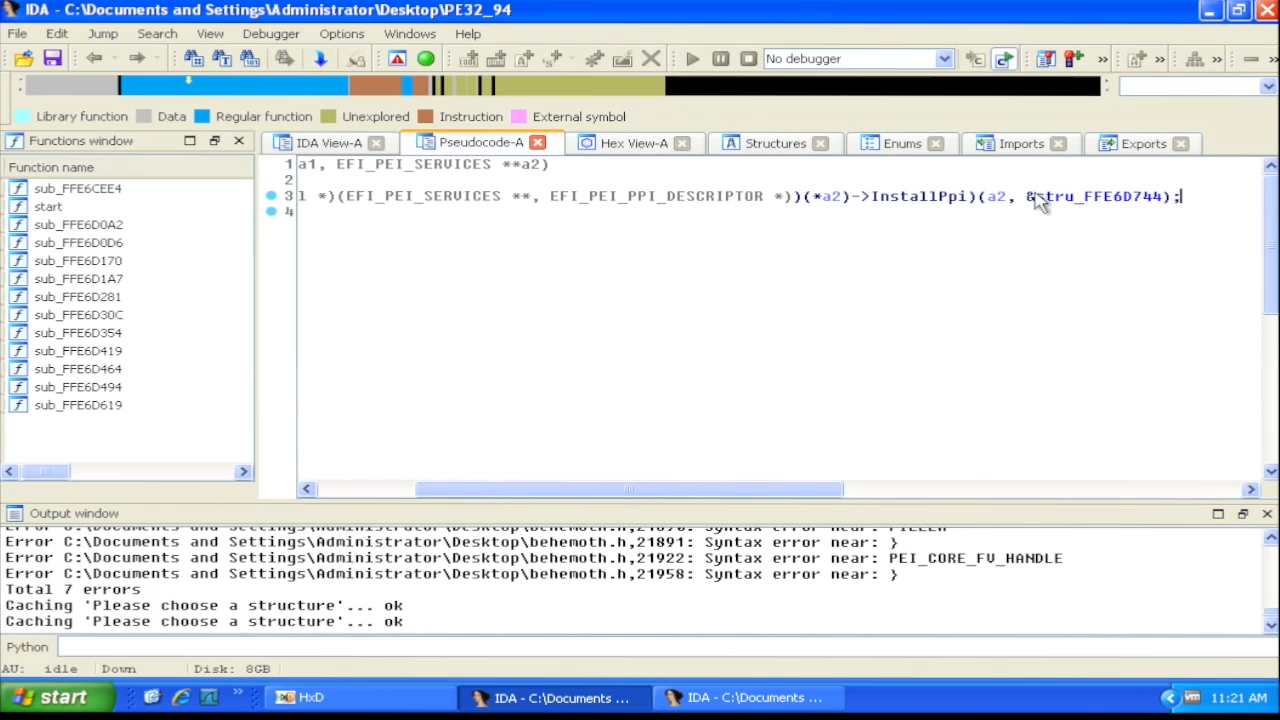 IDA - C:\Documents and Settings\Administrator\Desktop\PE32_94
File Edit Jump Search View Debugger Options Windows Help
No debugger
Library function Data Regular function Unexplored Instruction External symbol
Functions window
IDA View-A Pseudocode-A Hex View-A Structures Enums Imports Exports
Function name
sub_FFE6CEE4
start
sub_FFE6D0A2
sub_FFE6D0D6
sub_FFE6D170
sub_FFE6D1A7
sub_FFE6D281
sub_FFE6D30C
sub_FFE6D354
sub_FFE6D419
sub_FFE6D464
sub_FFE6D494
sub_FFE6D619
1 a1, EFI_PEI_SERVICES **a2)
2
3 l *)(EFI_PEI_SERVICES **, EFI_PEI_PPI_DESCRIPTOR *))(*a2)->InstallPpi)(a2, &stru_FFE6D744);
4
Output window
Error C:\Documents and Settings\Administrator\Desktop\behemoth.h,21891: Syntax error near: }
Error C:\Documents and Settings\Administrator\Desktop\behemoth.h,21922: Syntax error near: PEI_CORE_FV_HANDLE
Error C:\Documents and Settings\Administrator\Desktop\behemoth.h,21958: Syntax error near: }
Total 7 errors
Caching 'Please choose a structure'... ok
Caching 'Please choose a structure'... ok
Python
AU: idle Down Disk: 8GB
start HxD IDA - C:\Documents ... IDA - C:\Documents ... 11:21 AM